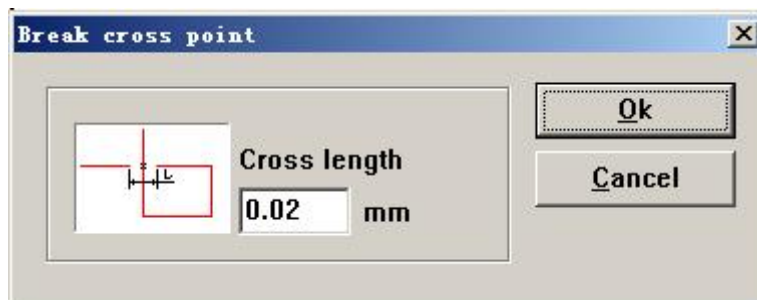 Break cross point
Ok
Cross length
Cancel
0.02 mm
L